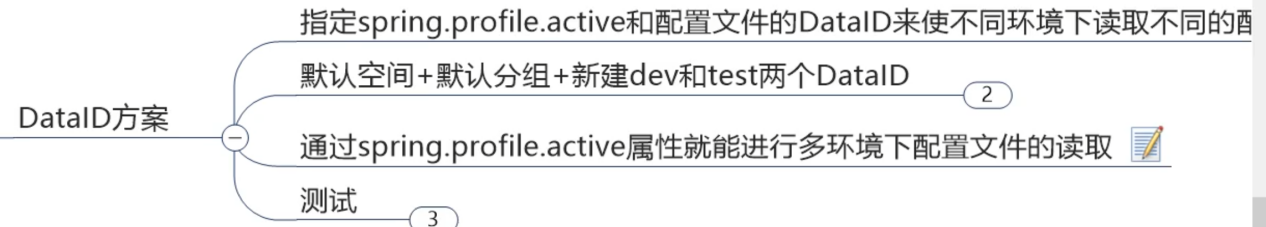 指定spring.profile.active和配置文件的DataID来使不同环境下读取不同的配
默认空间+默认分组+新建dev和test两个DataID
2
DataID方案
通过spring.profile.active属性就能进行多环境下配置文件的读取
测试
3